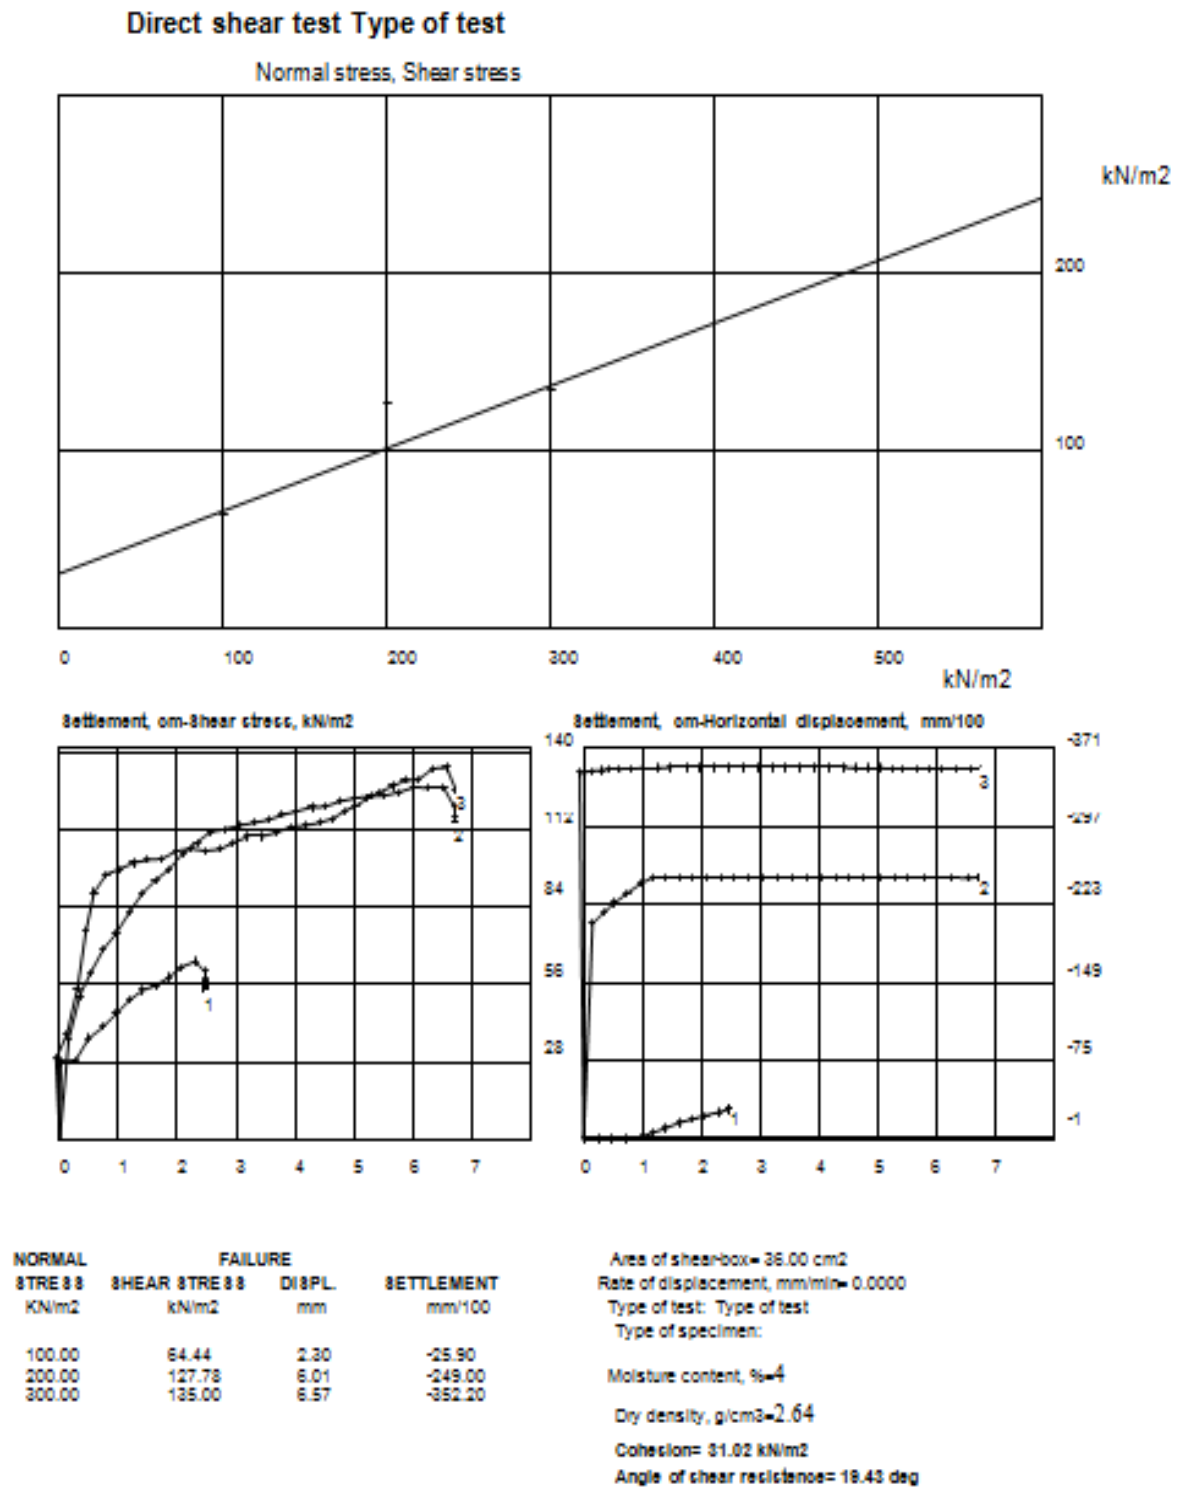 Direct shear test Type of test
Normal stress, Shear stress
kN/m2
200
100
0 100 200 300 400 500
kN/m2
Settlement, cm-Shear stress, kN/m2
140
112
84
56
28
3
2
1
0 1 2 3 4 5 6 7
Settlement, cm-Horizontal displacement, mm/100
-371
-297
-223
-149
-75
-1
3
2
1
0 1 2 3 4 5 6 7
NORMAL FAILURE
STRESS SHEAR STRESS DISPL. SETTLEMENT
KN/m2 kN/m2 mm mm/100
100.00 64.44 2.30 -25.90
200.00 127.78 6.01 -249.00
300.00 135.00 6.57 -352.20
Area of shear-box= 36.00 cm2
Rate of displacement, mm/min= 0.0000
Type of test: Type of test
Type of specimen:
Moisture content, %=4
Dry density, g/cm3=2.64
Cohesion= 31.02 kN/m2
Angle of shear resistence= 19.43 deg